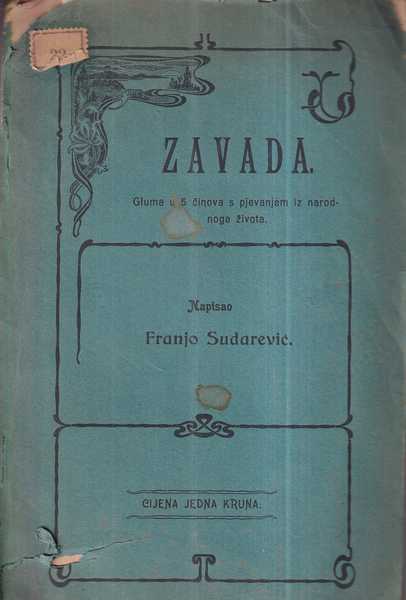 ZAVADA.
Gluma u 5 činova s pjevanjem iz narod-
noga života.
Napisao
Franjo Sudarević.
CIJENA JEDNA KRUNA.